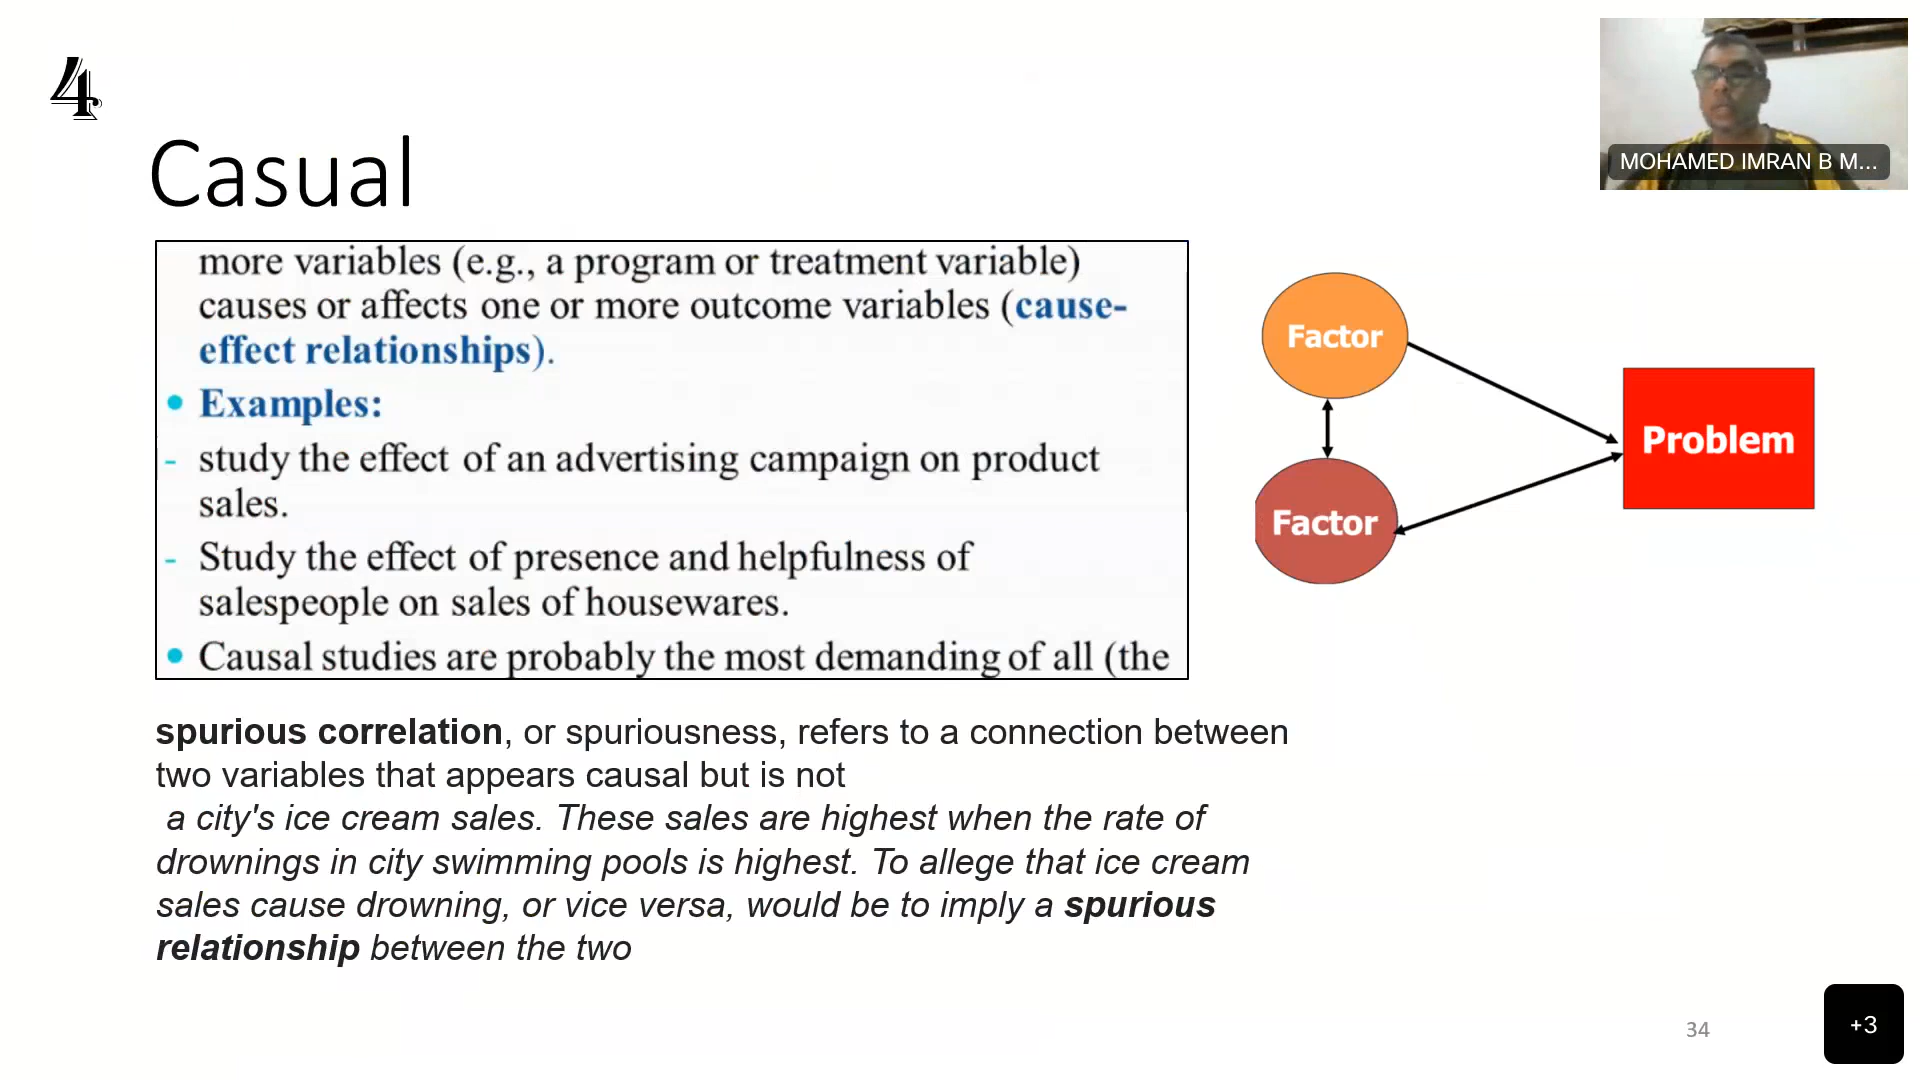 4
MOHAMED IMRAN B M...
Casual
more variables (e.g., a program or treatment variable)
causes or affects one or more outcome variables (cause-
effect relationships).
• Examples:
- study the effect of an advertising campaign on product
sales.
- Study the effect of presence and helpfulness of
salespeople on sales of housewares.
• Causal studies are probably the most demanding of all (the
Factor
Factor
Problem
spurious correlation, or spuriousness, refers to a connection between
two variables that appears causal but is not
a city's ice cream sales. These sales are highest when the rate of
drownings in city swimming pools is highest. To allege that ice cream
sales cause drowning, or vice versa, would be to imply a spurious
relationship between the two
34
+3